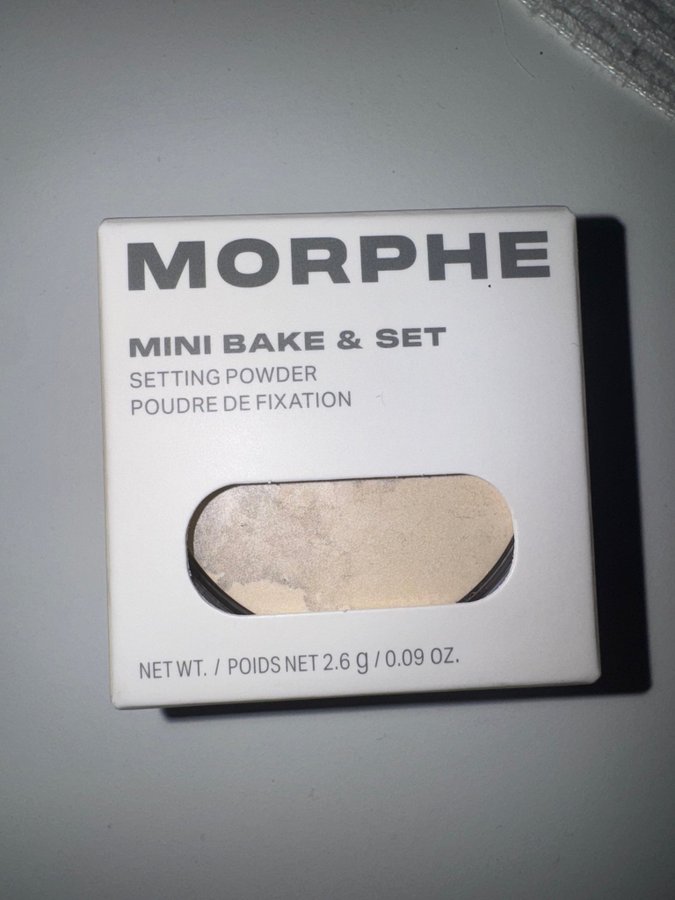 MORPHE
MINI BAKE & SET
SETTING POWDER
POUDRE DE FIXATION
NET WT. / POIDS NET 2.6 g / 0.09 OZ.